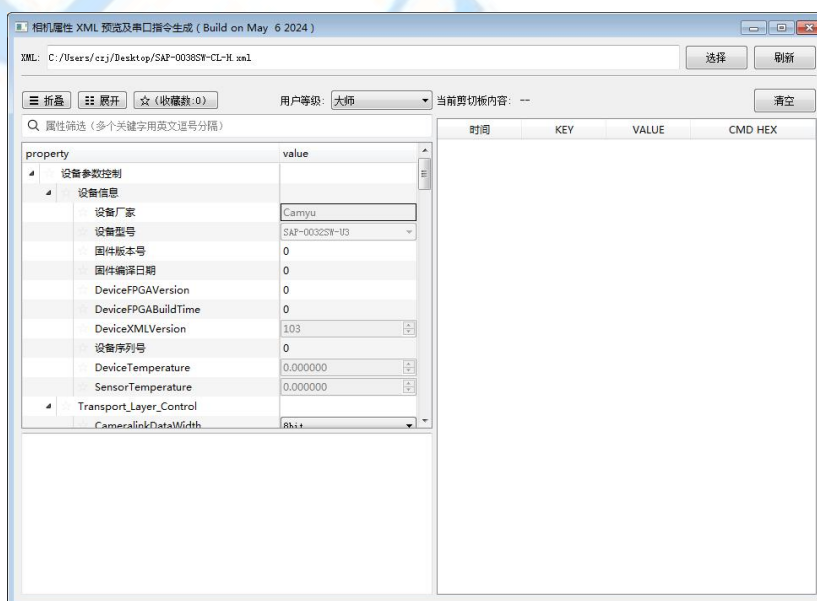 相机属性 XML 预览及串口指令生成 ( Build on May  6 2024 )
XML: C:/Users/czj/Desktop/SAP-0038SW-CL-H.xml 选择 刷新
折叠 展开 ☆ (收藏数:0) 用户等级: 大师 当前剪切板内容: -- 清空
属性筛选（多个关键字用英文逗号分隔） 时间 KEY VALUE CMD HEX
property value
设备参数控制
设备信息
设备厂家 Camyu
设备型号 SAP-0032SW-U3
固件版本号 0
固件编译日期 0
DeviceFPGAVersion 0
DeviceFPGABuildTime 0
DeviceXMLVersion 103
设备序列号 0
DeviceTemperature 0.000000
SensorTemperature 0.000000
Transport_Layer_Control
CameralinkDataWidth 8bit